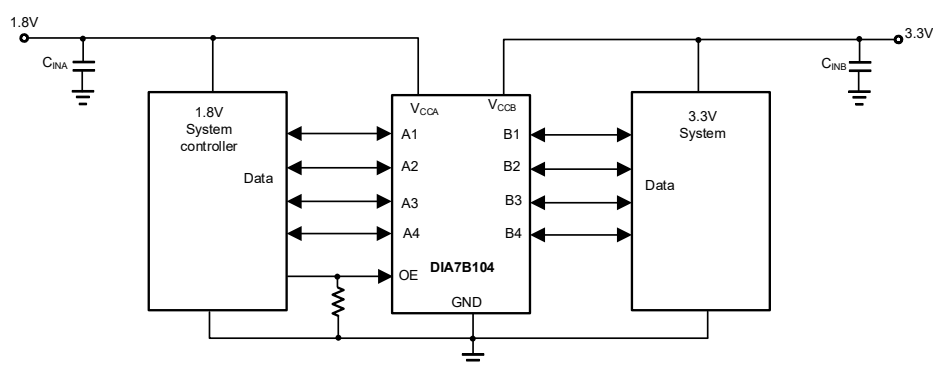 1.8V
3.3V
CINA
CINB
1.8V
System
controller
Data
VCCA
VCCB
A1
A2
A3
A4
OE
B1
B2
B3
B4
DIA7B104
GND
3.3V
System
Data